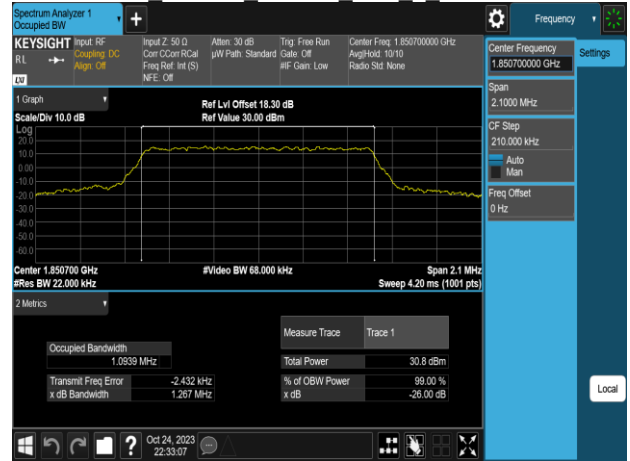 Spectrum Analyzer 1
Occupied BW
Frequency
KEYSIGHT
RL
LXI
Input: RF
Coupling: DC
Align: Off
Input Z: 50 Ω
Corr CCorr RCal
Freq Ref: Int (S)
NFE: Off
Atten: 30 dB
µW Path: Standard
Trig: Free Run
Gate: Off
#IF Gain: Low
Center Freq: 1.850700000 GHz
Avg|Hold: 10/10
Radio Std: None
Center Frequency
1.850700000 GHz
Settings
Span
2.1000 MHz
CF Step
210.000 kHz
Auto
Man
Freq Offset
0 Hz
1 Graph
Scale/Div 10.0 dB
Ref Lvl Offset 18.30 dB
Ref Value 30.00 dBm
Log
20.0
10.0
0.00
-10.0
-20.0
-30.0
-40.0
-50.0
-60.0
Center 1.850700 GHz
#Res BW 22.000 kHz
#Video BW 68.000 kHz
Span 2.1 MHz
Sweep 4.20 ms (1001 pts)
2 Metrics
Measure Trace Trace 1
Occupied Bandwidth
1.0939 MHz
Total Power 30.8 dBm
Transmit Freq Error -2.432 kHz
% of OBW Power 99.00 %
x dB Bandwidth 1.267 MHz
x dB -26.00 dB
Local
?
Oct 24, 2023
22:33:07